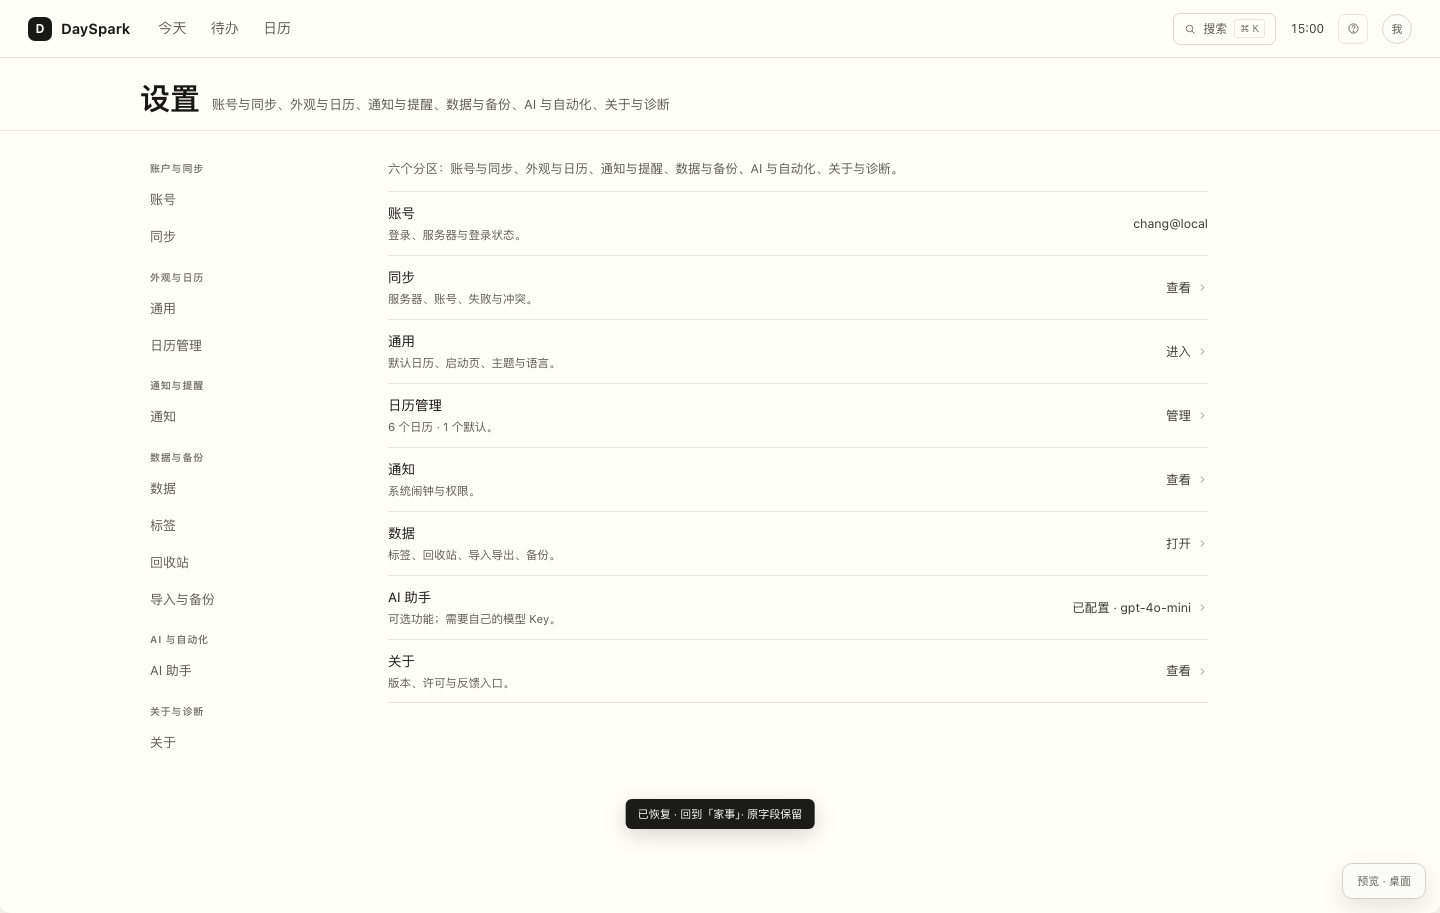 D DaySpark 今天 待办 日历 搜索 ⌘ K 15:00 我
设置 账号与同步、外观与日历、通知与提醒、数据与备份、AI 与自动化、关于与诊断
账户与同步
账号
同步
外观与日历
通用
日历管理
通知与提醒
通知
数据与备份
数据
标签
回收站
导入与备份
AI 与自动化
AI 助手
关于与诊断
关于
六个分区：账号与同步、外观与日历、通知与提醒、数据与备份、AI 与自动化、关于与诊断。
账号
登录、服务器与登录状态。
chang@local
同步
服务器、账号、失败与冲突。
查看
通用
默认日历、启动页、主题与语言。
进入
日历管理
6 个日历 · 1 个默认。
管理
通知
系统闹钟与权限。
查看
数据
标签、回收站、导入导出、备份。
打开
AI 助手
可选功能；需要自己的模型 Key。
已配置 · gpt-4o-mini
关于
版本、许可与反馈入口。
查看
已恢复 · 回到「家事」· 原字段保留
预览 · 桌面